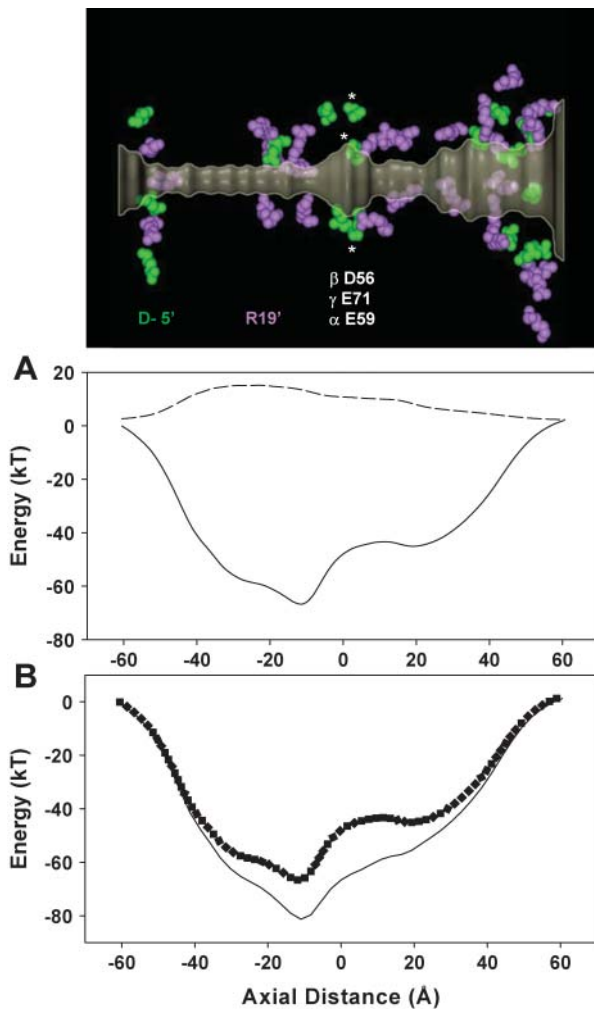 *
*
*
β D56
γ E71
α E59
D- 5'
R19'
A
20
0
-20
-40
-60
-80
Energy (kT)
-60 -40 -20 0 20 40 60
B
0
-20
-40
-60
-80
Energy (kT)
-60 -40 -20 0 20 40 60
Axial Distance (Å)